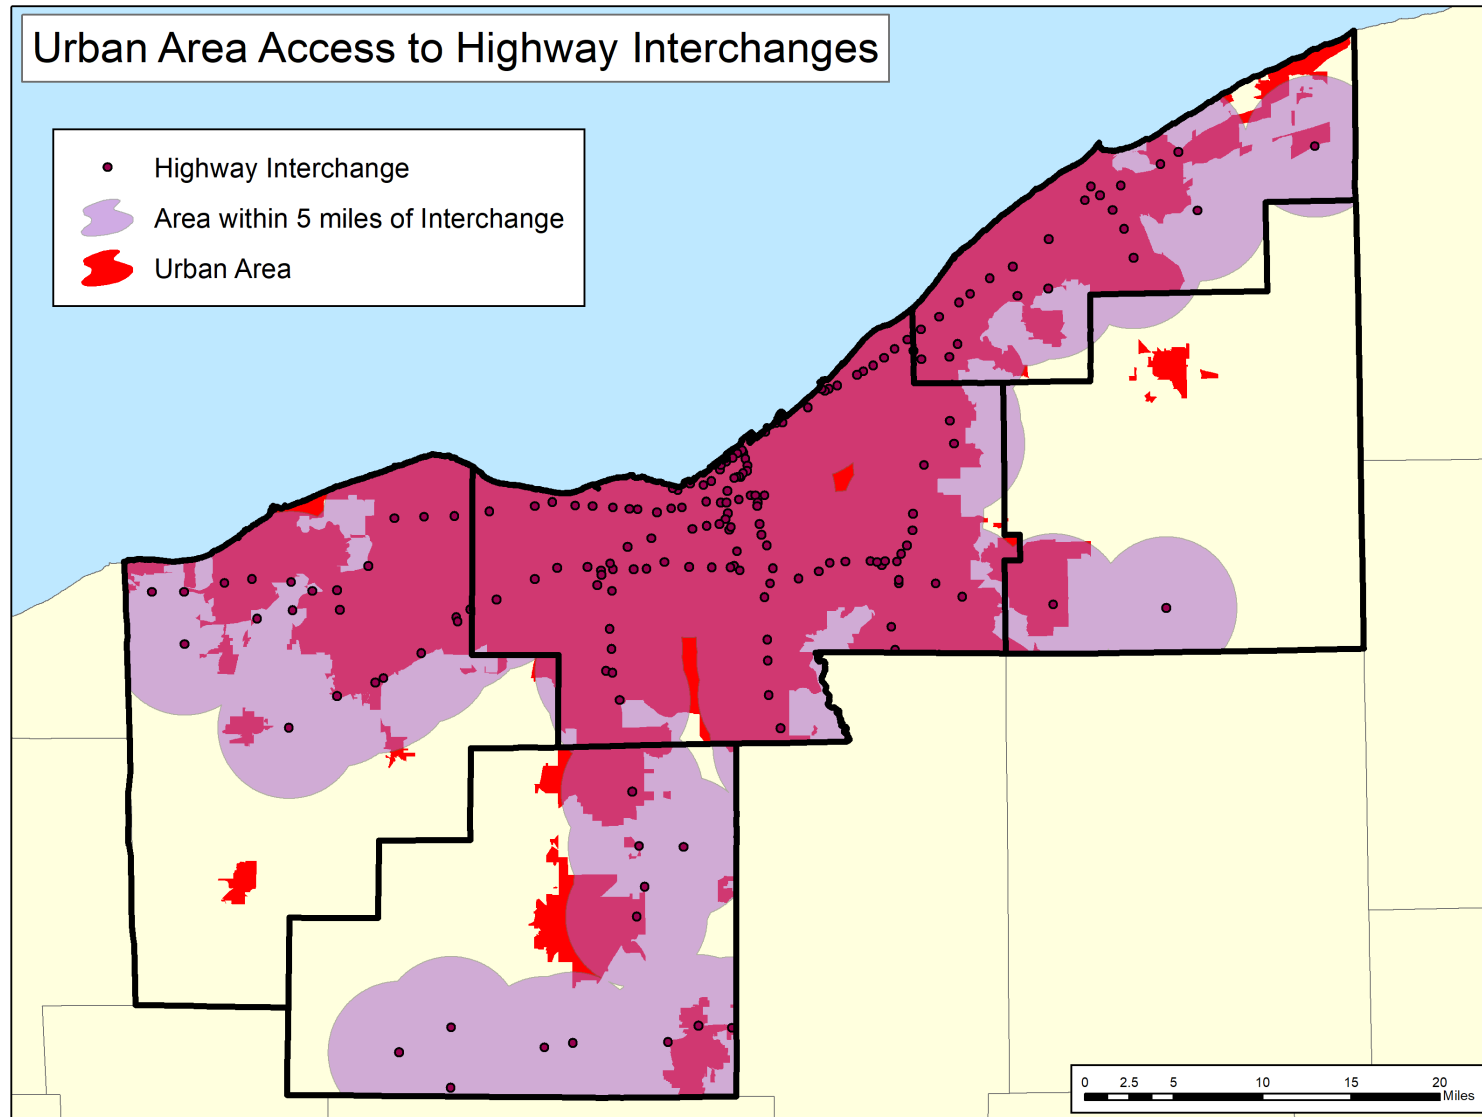 Urban Area Access to Highway Interchanges
Highway Interchange
Area within 5 miles of Interchange
Urban Area
0 2.5 5 10 15 20
Miles